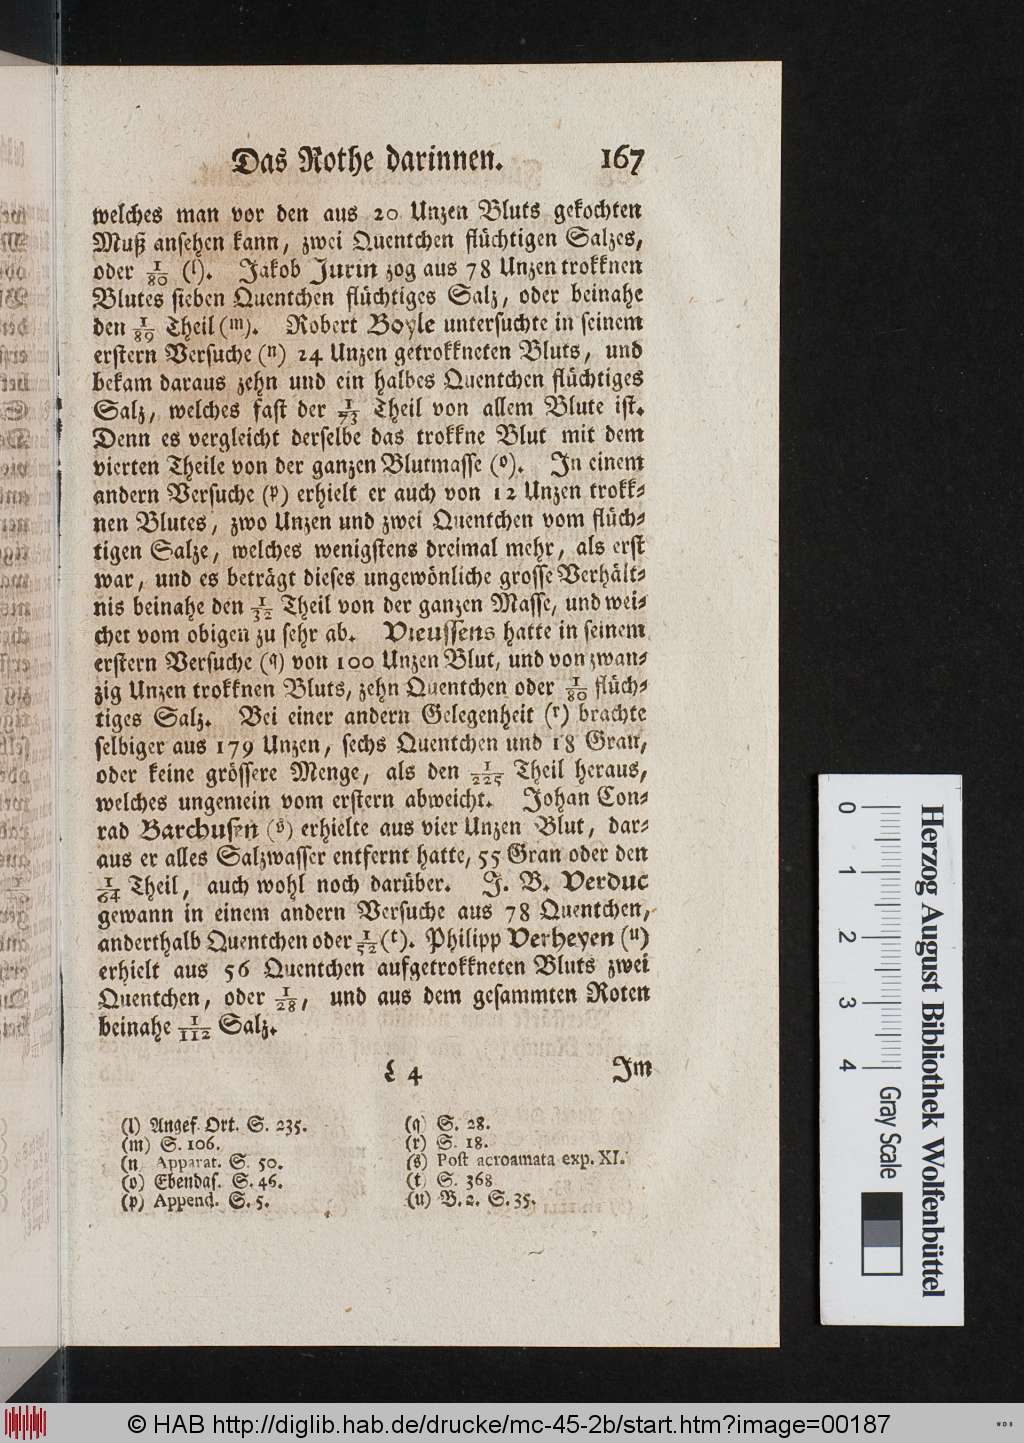 Das Rothe darinnen. 167
welches man vor den aus 20 Unzen Bluts gekochten
Muß ansehen kann, zwei Quentchen flüchtigen Salzes,
oder 1/80 (l). Jakob Jurin zog aus 78 Unzen trokknen
Blutes sieben Quentchen flüchtiges Salz, oder beinahe
den 1/89 Theil (m). Robert Boyle untersuchte in seinem
erstern Versuche (n) 24 Unzen getrokkneten Bluts, und
bekam daraus zehn und ein halbes Quentchen flüchtiges
Salz, welches fast der 1/73 Theil von allem Blute ist.
Denn es vergleicht derselbe das trokkne Blut mit dem
vierten Theile von der ganzen Blutmasse (o). In einem
andern Versuche (p) erhielt er auch von 12 Unzen trokk-
nen Blutes, zwo Unzen und zwei Quentchen vom flüch-
tigen Salze, welches wenigstens dreimal mehr, als erst
war, und es beträgt dieses ungewönliche grosse Verhält-
nis beinahe den 1/32 Theil von der ganzen Masse, und wei-
chet vom obigen zu sehr ab. Vieussens hatte in seinem
erstern Versuche (q) von 100 Unzen Blut, und von zwan-
zig Unzen trokknen Bluts, zehn Quentchen oder 1/80 flüch-
tiges Salz. Bei einer andern Gelegenheit (r) brachte
selbiger aus 179 Unzen, sechs Quentchen und 18 Gran,
oder keine grössere Menge, als den 1/225 Theil heraus,
welches ungemein vom erstern abweicht. Johan Con-
rad Barchusen (s) erhielte aus vier Unzen Blut, dar-
aus er alles Salzwasser entfernt hatte, 55 Gran oder den
1/64 Theil, auch wohl noch darüber. J. B. Verduc
gewann in einem andern Versuche aus 78 Quentchen,
anderthalb Quentchen oder 1/52 (t). Philipp Verheyen (u)
erhielt aus 56 Quentchen aufgetrokkneten Bluts zwei
Quentchen, oder 1/28, und aus dem gesammten Roten
beinahe 1/112 Salz.
L 4 Im
(l) Angef. Ort. S. 235.
(m) S. 106.
(n) Apparat. S. 50.
(o) Ebendas. S. 46.
(p) Append. S. 5.
(q) S. 28.
(r) S. 18.
(s) Post acroamata exp. XI.
(t) S. 368
(u) B. 2. S. 35.
0 1 2 3 4
Herzog August Bibliothek Wolfenbüttel
Gray Scale
© HAB http://diglib.hab.de/drucke/mc-45-2b/start.htm?image=00187